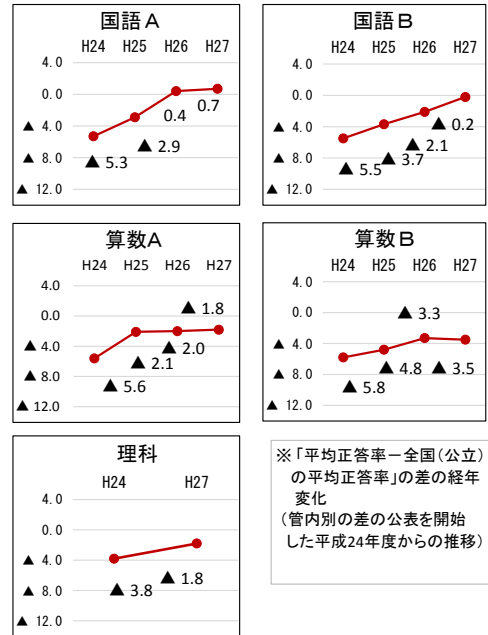 国語A
H24 H25 H26 H27
4.0
0.0
▲ 4.0
▲ 8.0
▲ 12.0
▲ 5.3
▲ 2.9
0.4
0.7
国語B
H24 H25 H26 H27
4.0
0.0
▲ 4.0
▲ 8.0
▲ 12.0
▲ 5.5
▲ 3.7
▲ 2.1
▲ 0.2
算数A
H24 H25 H26 H27
4.0
0.0
▲ 4.0
▲ 8.0
▲ 12.0
▲ 5.6
▲ 2.1
▲ 2.0
▲ 1.8
算数B
H24 H25 H26 H27
4.0
0.0
▲ 4.0
▲ 8.0
▲ 12.0
▲ 5.8
▲ 4.8
▲ 3.3
▲ 3.5
理科
H24 H27
4.0
0.0
▲ 4.0
▲ 8.0
▲ 12.0
▲ 3.8
▲ 1.8
※「平均正答率－全国(公立)
の平均正答率」の差の経年
変化
(管内別の差の公表を開始
した平成24年度からの推移)